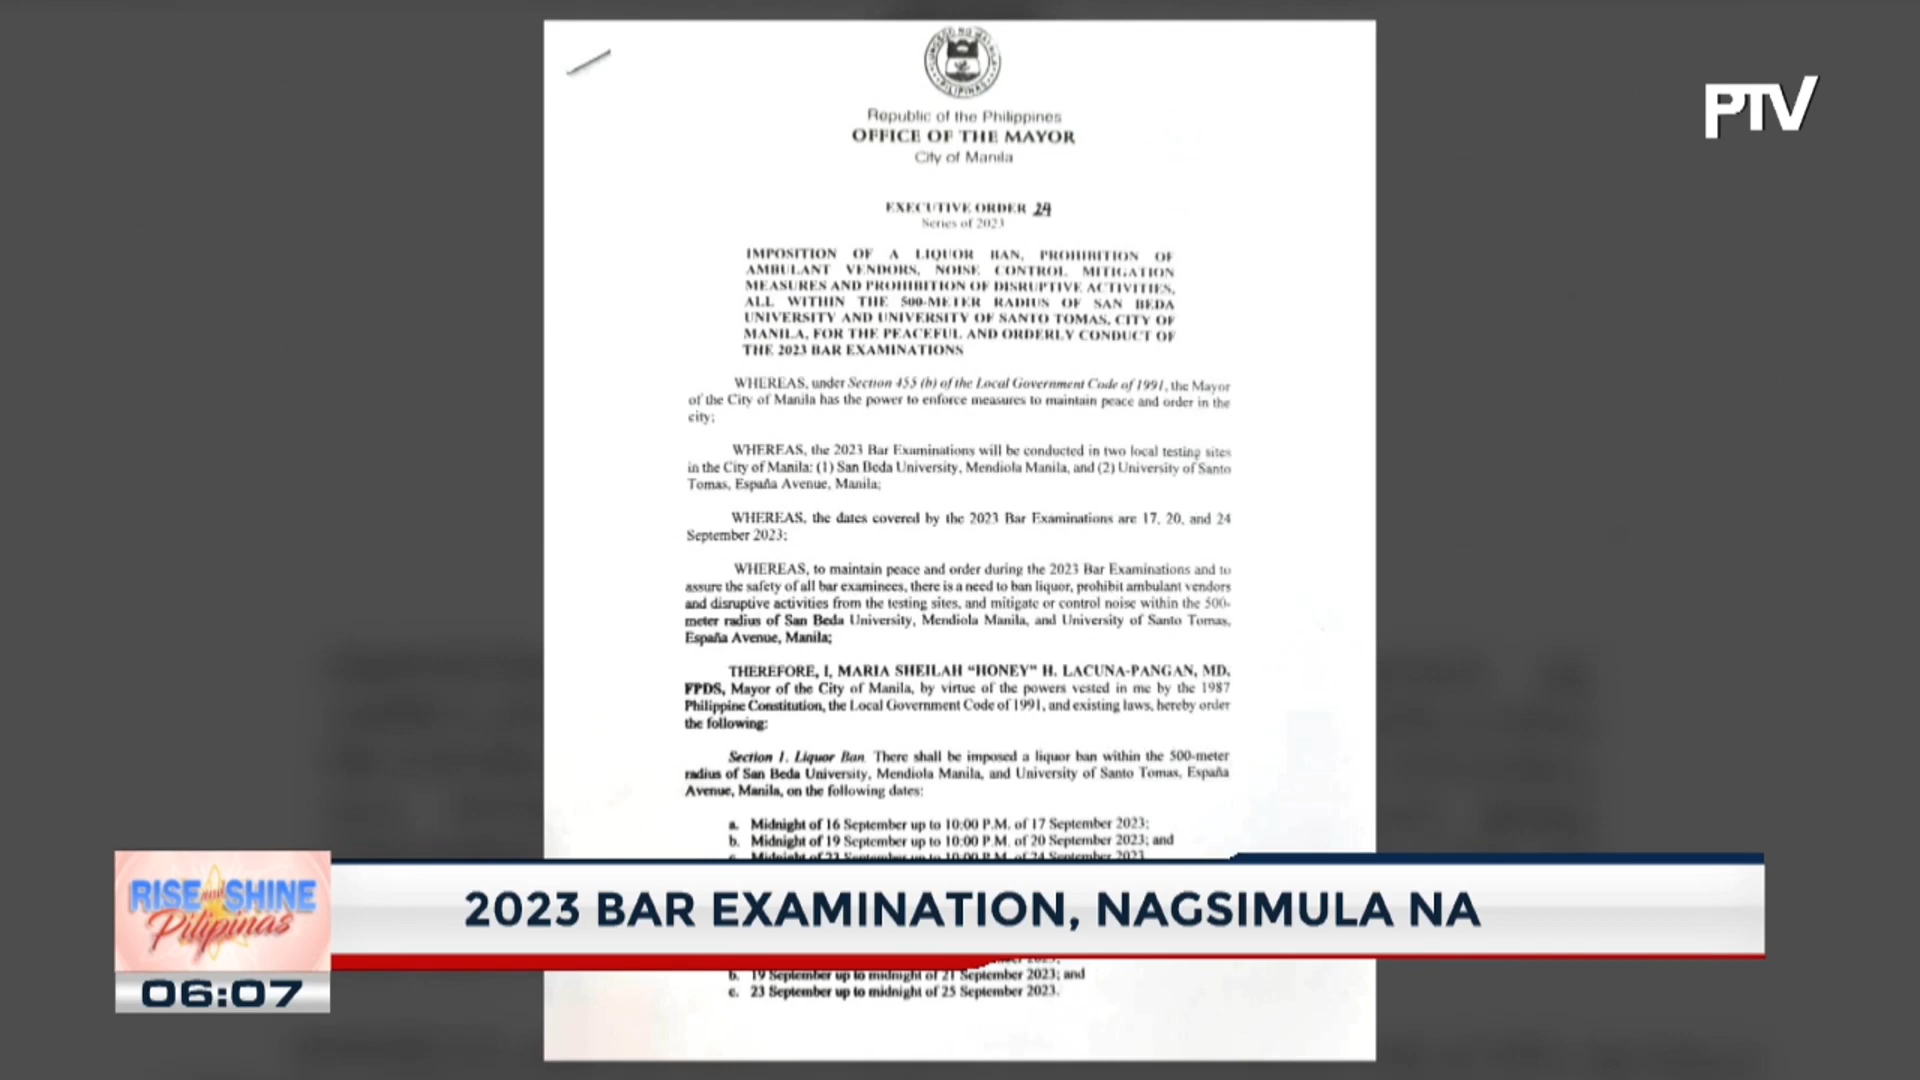 LUNGSOD NG MAYNILA
PILIPINAS
Republic of the Philippines
OFFICE OF THE MAYOR
City of Manila
PTV
EXECUTIVE ORDER 24
Series of 2023
IMPOSITION OF A LIQUOR BAN, PROHIBITION OF
AMBULANT VENDORS, NOISE CONTROL MITIGATION
MEASURES AND PROHIBITION OF DISRUPTIVE ACTIVITIES,
ALL WITHIN THE 500-METER RADIUS OF SAN BEDA
UNIVERSITY AND UNIVERSITY OF SANTO TOMAS, CITY OF
MANILA, FOR THE PEACEFUL AND ORDERLY CONDUCT OF
THE 2023 BAR EXAMINATIONS
WHEREAS, under Section 455 (b) of the Local Government Code of 1991, the Mayor
of the City of Manila has the power to enforce measures to maintain peace and order in the
city;
WHEREAS, the 2023 Bar Examinations will be conducted in two local testing sites
in the City of Manila: (1) San Beda University, Mendiola Manila, and (2) University of Santo
Tomas, España Avenue, Manila;
WHEREAS, the dates covered by the 2023 Bar Examinations are 17, 20, and 24
September 2023;
WHEREAS, to maintain peace and order during the 2023 Bar Examinations and to
assure the safety of all bar examinees, there is a need to ban liquor, prohibit ambulant vendors
and disruptive activities from the testing sites, and mitigate or control noise within the 500-
meter radius of San Beda University, Mendiola Manila, and University of Santo Tomas,
España Avenue, Manila;
THEREFORE, I, MARIA SHEILAH "HONEY" H. LACUNA-PANGAN, MD,
FPDS, Mayor of the City of Manila, by virtue of the powers vested in me by the 1987
Philippine Constitution, the Local Government Code of 1991, and existing laws, hereby order
the following:
Section 1. Liquor Ban. There shall be imposed a liquor ban within the 500-meter
radius of San Beda University, Mendiola Manila, and University of Santo Tomas, España
Avenue, Manila, on the following dates:
a. Midnight of 16 September up to 10:00 P.M. of 17 September 2023;
b. Midnight of 19 September up to 10:00 P.M. of 20 September 2023; and
c. Midnight of 23 September up to 10:00 P.M. of 24 September 2023
RISE and SHINE
Pilipinas
2023 BAR EXAMINATION, NAGSIMULA NA
06:07
b. 19 September up to midnight of 21 September 2023; and
c. 23 September up to midnight of 25 September 2023.